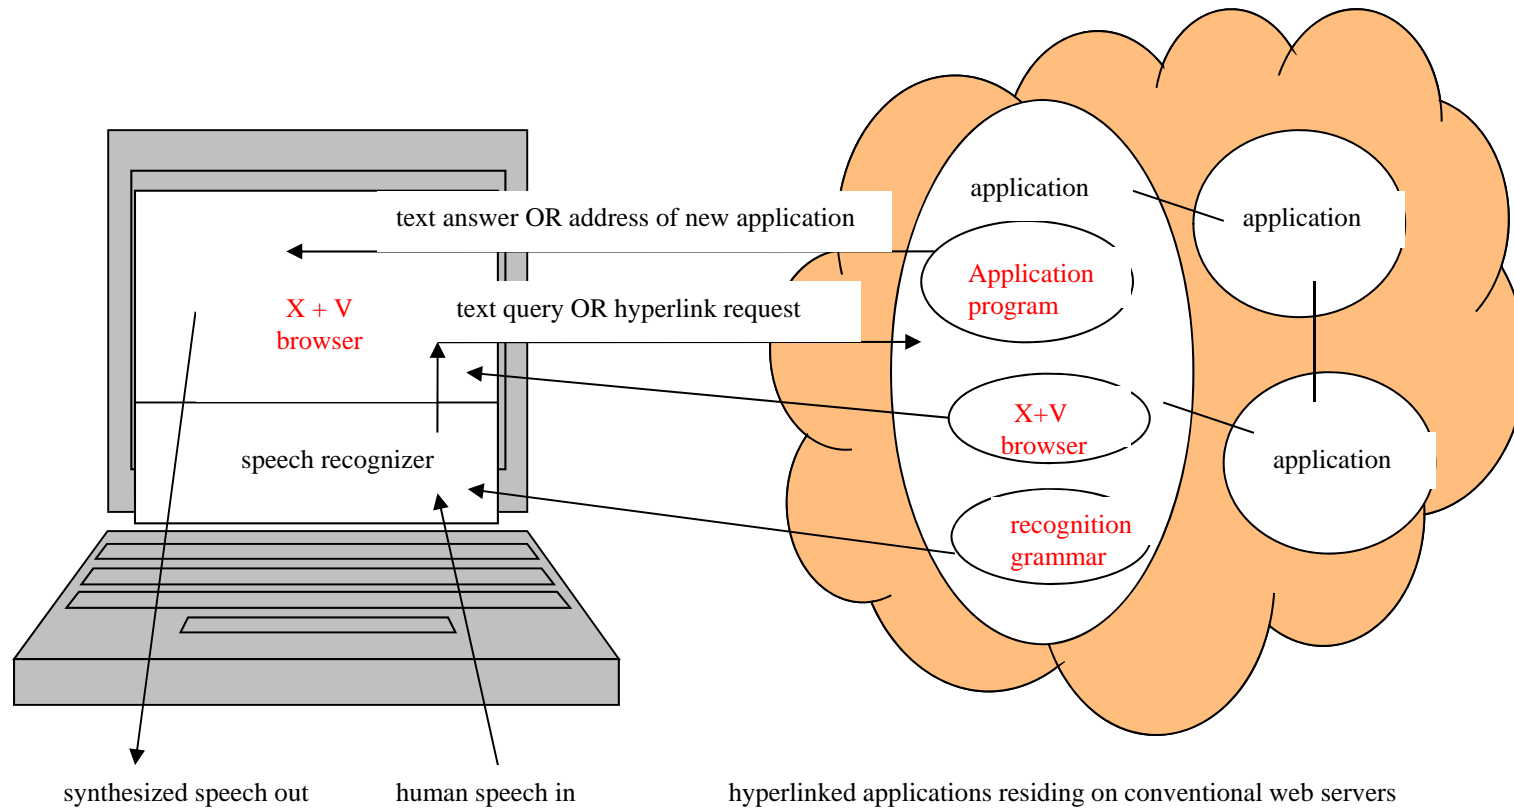 application
text answer OR address of new application
application
Application
program
X + V
browser
text query OR hyperlink request
X+V
browser
speech recognizer
application
recognition
grammar
synthesized speech out
human speech in
hyperlinked applications residing on conventional web servers